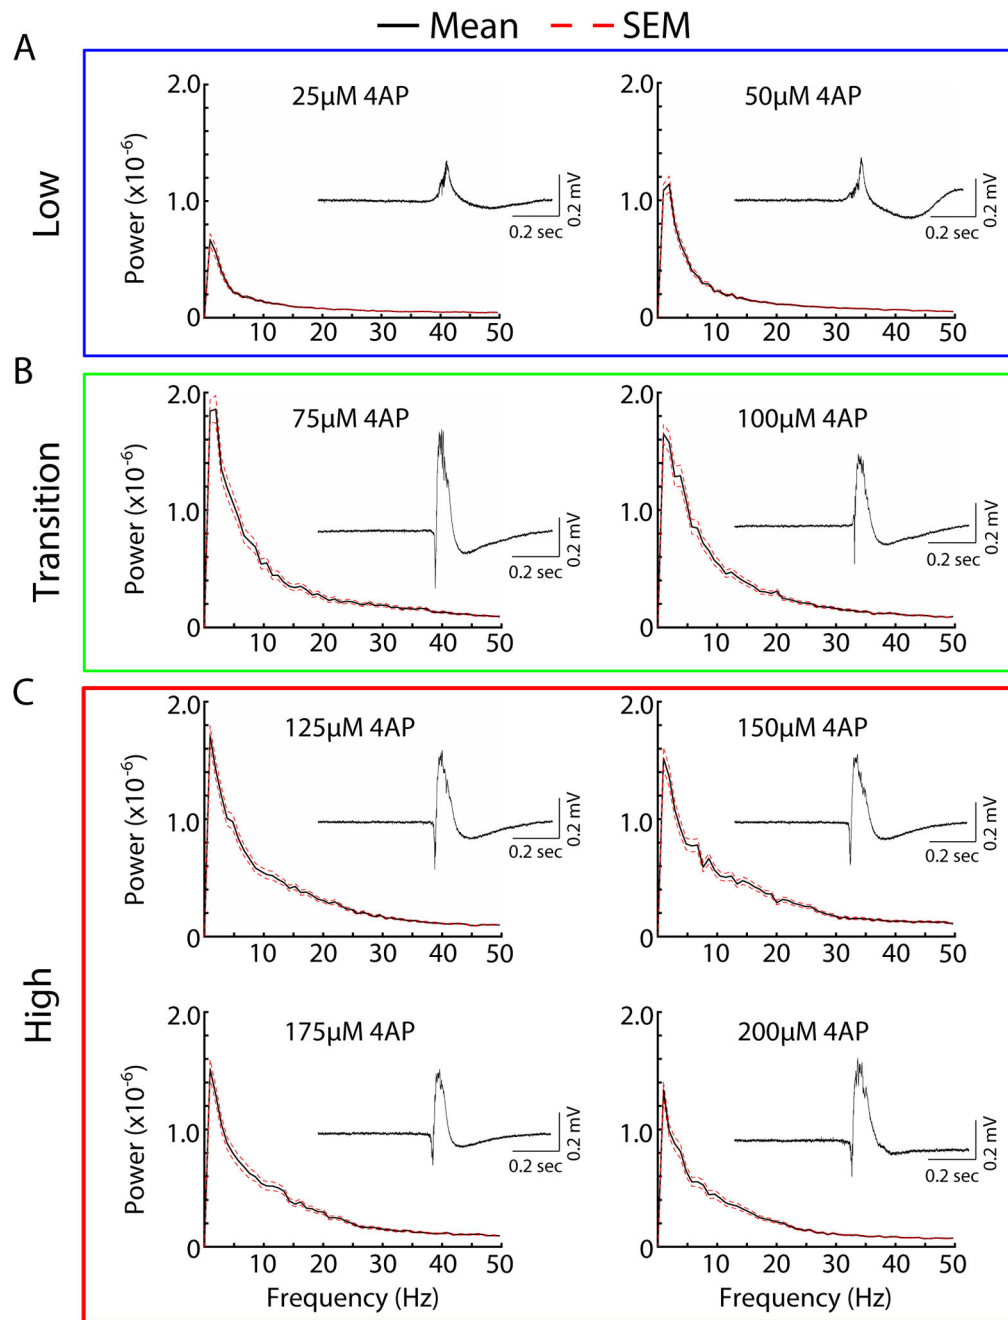 Mean SEM
A
Low
Power (x10⁻⁶)
2.0
1.0
0
25µM 4AP
0.2 sec
0.2 mV
10 20 30 40 50
2.0
1.0
0
50µM 4AP
0.2 sec
0.2 mV
10 20 30 40 50
B
Transition
Power (x10⁻⁶)
2.0
1.0
0
75µM 4AP
0.2 sec
0.2 mV
10 20 30 40 50
2.0
1.0
0
100µM 4AP
0.2 sec
0.2 mV
10 20 30 40 50
C
High
Power (x10⁻⁶)
2.0
1.0
0
125µM 4AP
0.2 sec
0.2 mV
10 20 30 40 50
2.0
1.0
0
150µM 4AP
0.2 sec
0.2 mV
10 20 30 40 50
Power (x10⁻⁶)
2.0
1.0
0
175µM 4AP
0.2 sec
0.2 mV
10 20 30 40 50
Frequency (Hz)
2.0
1.0
0
200µM 4AP
0.2 sec
0.2 mV
10 20 30 40 50
Frequency (Hz)